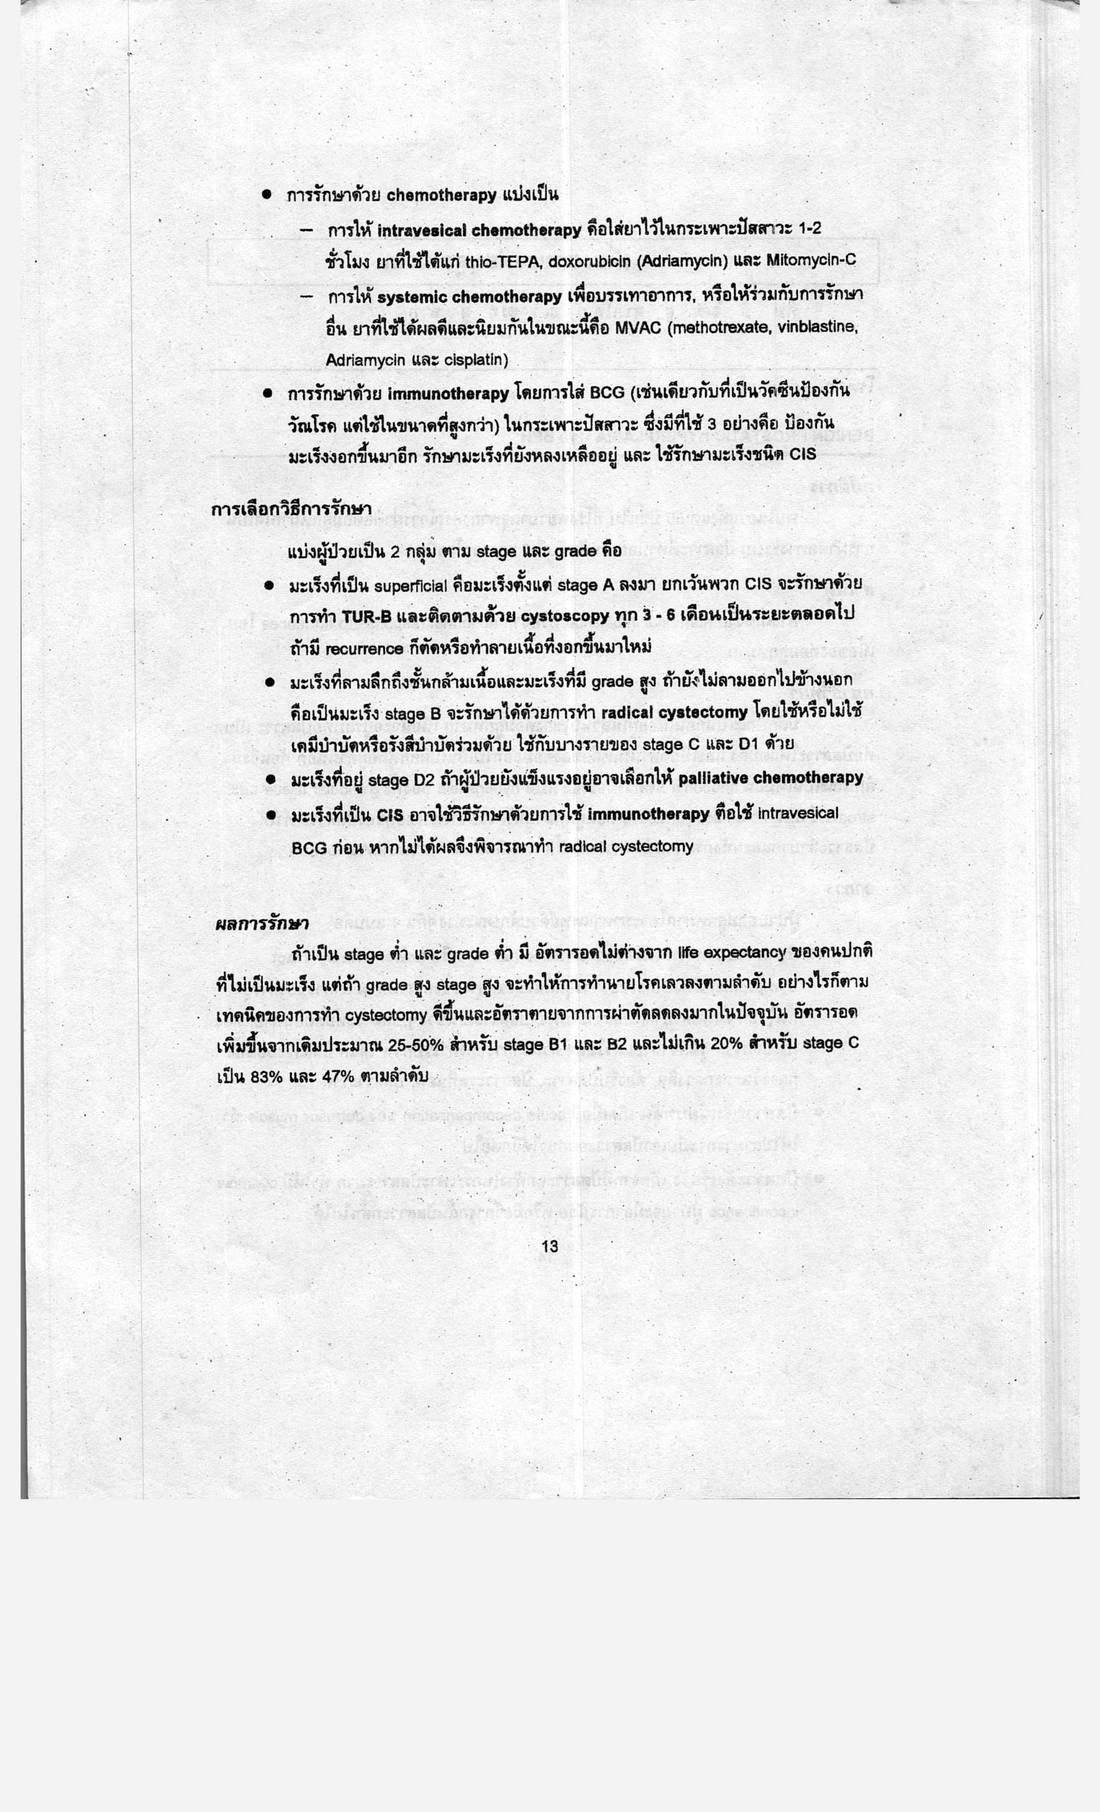 ● การรักษาด้วย chemotherapy แบ่งเป็น
– การให้ intravesical chemotherapy คือใส่ยาไว้ในกระเพาะปัสสาวะ 1-2
ชั่วโมง ยาที่ใช้ได้แก่ thio-TEPA, doxorubicin (Adriamycin) และ Mitomycin-C
– การให้ systemic chemotherapy เพื่อบรรเทาอาการ, หรือให้ร่วมกับการรักษา
อื่น ยาที่ใช้ได้ผลดีและนิยมกันในขณะนี้คือ MVAC (methotrexate, vinblastine,
Adriamycin และ cisplatin)
● การรักษาด้วย immunotherapy โดยการใส่ BCG (เช่นเดียวกับที่เป็นวัคซีนป้องกัน
วัณโรค แต่ใช้ในขนาดที่สูงกว่า) ในกระเพาะปัสสาวะ ซึ่งมีที่ใช้ 3 อย่างคือ ป้องกัน
มะเร็งงอกขึ้นมาอีก รักษามะเร็งที่ยังหลงเหลืออยู่ และ ใช้รักษามะเร็งชนิด CIS
การเลือกวิธีการรักษา
แบ่งผู้ป่วยเป็น 2 กลุ่ม ตาม stage และ grade คือ
● มะเร็งที่เป็น superficial คือมะเร็งตั้งแต่ stage A ลงมา ยกเว้นพวก CIS จะรักษาด้วย
การทำ TUR-B และติดตามด้วย cystoscopy ทุก 3 - 6 เดือนเป็นระยะตลอดไป
ถ้ามี recurrence ก็ตัดหรือทำลายเนื้อที่งอกขึ้นมาใหม่
● มะเร็งที่ลามลึกถึงชั้นกล้ามเนื้อและมะเร็งที่มี grade สูง ถ้ายังไม่ลามออกไปข้างนอก
คือเป็นมะเร็ง stage B จะรักษาได้ด้วยการทำ radical cystectomy โดยใช้หรือไม่ใช้
เคมีบำบัดหรือรังสีบำบัดร่วมด้วย ใช้กับบางรายของ stage C และ D1 ด้วย
● มะเร็งที่อยู่ stage D2 ถ้าผู้ป่วยยังแข็งแรงอยู่อาจเลือกให้ palliative chemotherapy
● มะเร็งที่เป็น CIS อาจใช้วิธีรักษาด้วยการใช้ immunotherapy คือใช้ intravesical
BCG ก่อน หากไม่ได้ผลจึงพิจารณาทำ radical cystectomy
ผลการรักษา
ถ้าเป็น stage ต่ำ และ grade ต่ำ มี อัตรารอดไม่ต่างจาก life expectancy ของคนปกติ
ที่ไม่เป็นมะเร็ง แต่ถ้า grade สูง stage สูง จะทำให้การทำนายโรคเลวลงตามลำดับ อย่างไรก็ตาม
เทคนิคของการทำ cystectomy ดีขึ้นและอัตราตายจากการผ่าตัดลดลงมากในปัจจุบัน อัตรารอด
เพิ่มขึ้นจากเดิมประมาณ 25-50% สำหรับ stage B1 และ B2 และไม่เกิน 20% สำหรับ stage C
เป็น 83% และ 47% ตามลำดับ
13